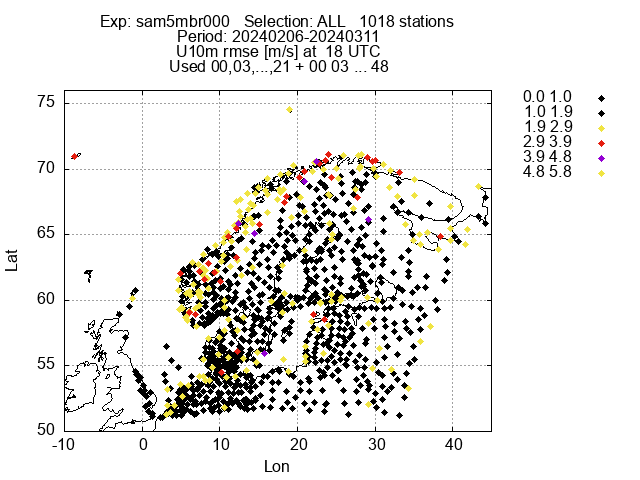 Exp: sam5mbr000   Selection: ALL   1018 stations
Period: 20240206-20240311
U10m rmse [m/s] at  18 UTC
Used 00,03,...,21 + 00 03 ... 48
75
70
65
60
55
50
-10 0 10 20 30 40
Lat
Lon
0.0 1.0
1.0 1.9
1.9 2.9
2.9 3.9
3.9 4.8
4.8 5.8